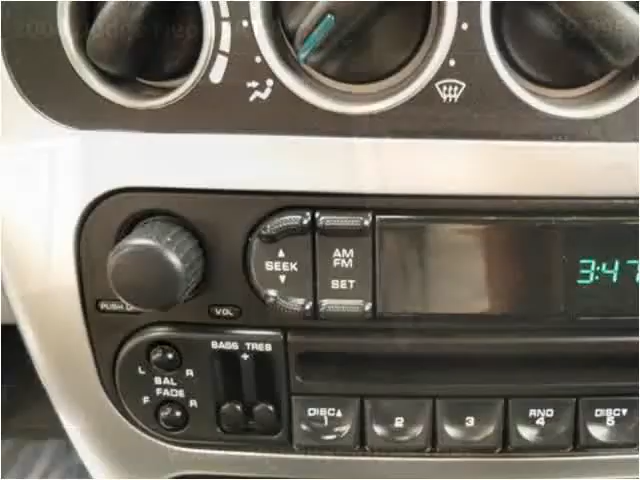 3:47
SEEK
AM
FM
SET
VOL
BASS TREB
L BAL R
F FADE R
DISC▲
1
2
3
RND
4
DISC▼
5